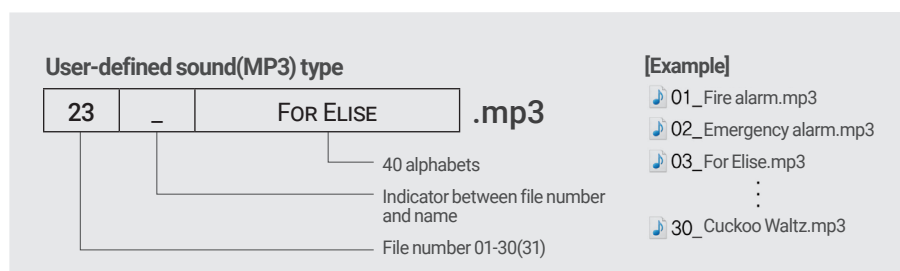 User-defined sound(MP3) type
23 _ FOR ELISE .mp3
40 alphabets
Indicator between file number
and name
File number 01-30(31)
[Example]
01_Fire alarm.mp3
02_Emergency alarm.mp3
03_For Elise.mp3
30_Cuckoo Waltz.mp3